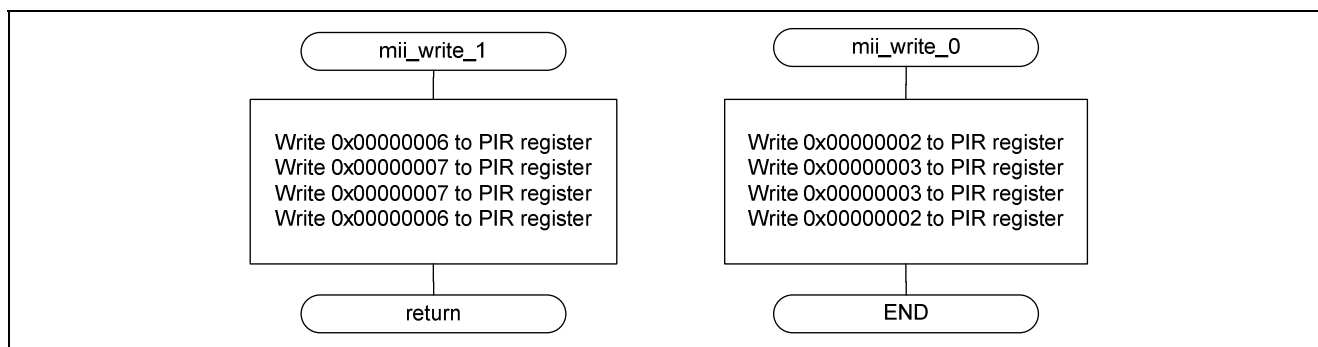 mii_write_1
Write 0x00000006 to PIR register
Write 0x00000007 to PIR register
Write 0x00000007 to PIR register
Write 0x00000006 to PIR register
return
mii_write_0
Write 0x00000002 to PIR register
Write 0x00000003 to PIR register
Write 0x00000003 to PIR register
Write 0x00000002 to PIR register
END